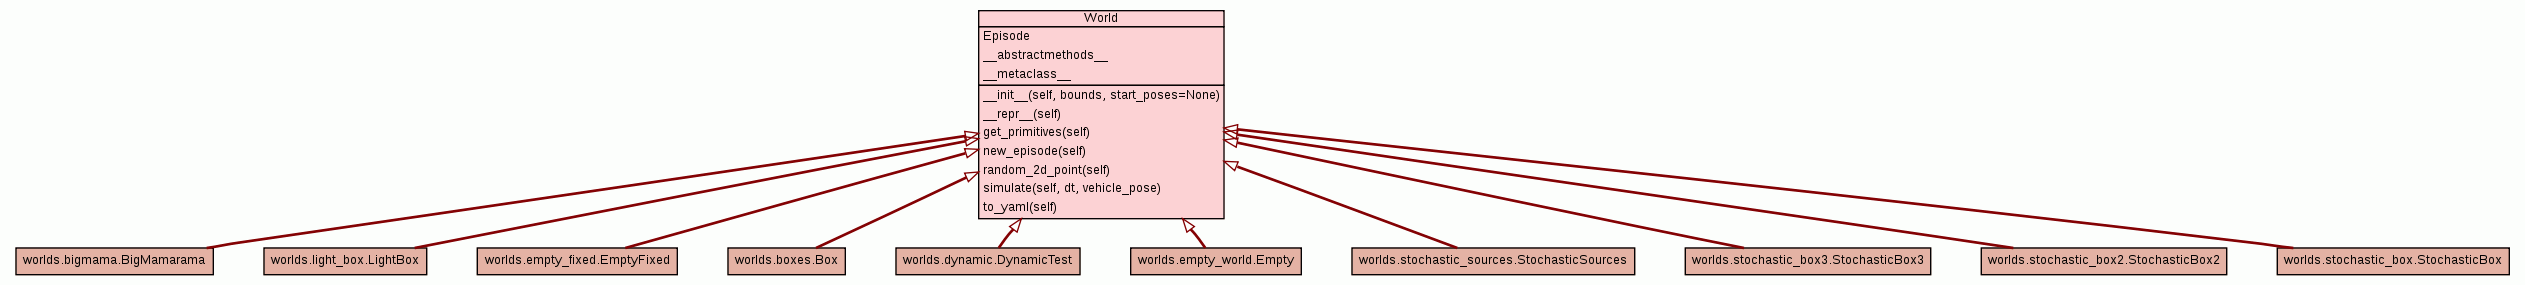 World
Episode
__abstractmethods__
__metaclass__
__init__(self, bounds, start_poses=None)
__repr__(self)
get_primitives(self)
new_episode(self)
random_2d_point(self)
simulate(self, dt, vehicle_pose)
to_yaml(self)
worlds.bigmama.BigMamarama
worlds.light_box.LightBox
worlds.empty_fixed.EmptyFixed
worlds.boxes.Box
worlds.dynamic.DynamicTest
worlds.empty_world.Empty
worlds.stochastic_sources.StochasticSources
worlds.stochastic_box3.StochasticBox3
worlds.stochastic_box2.StochasticBox2
worlds.stochastic_box.StochasticBox